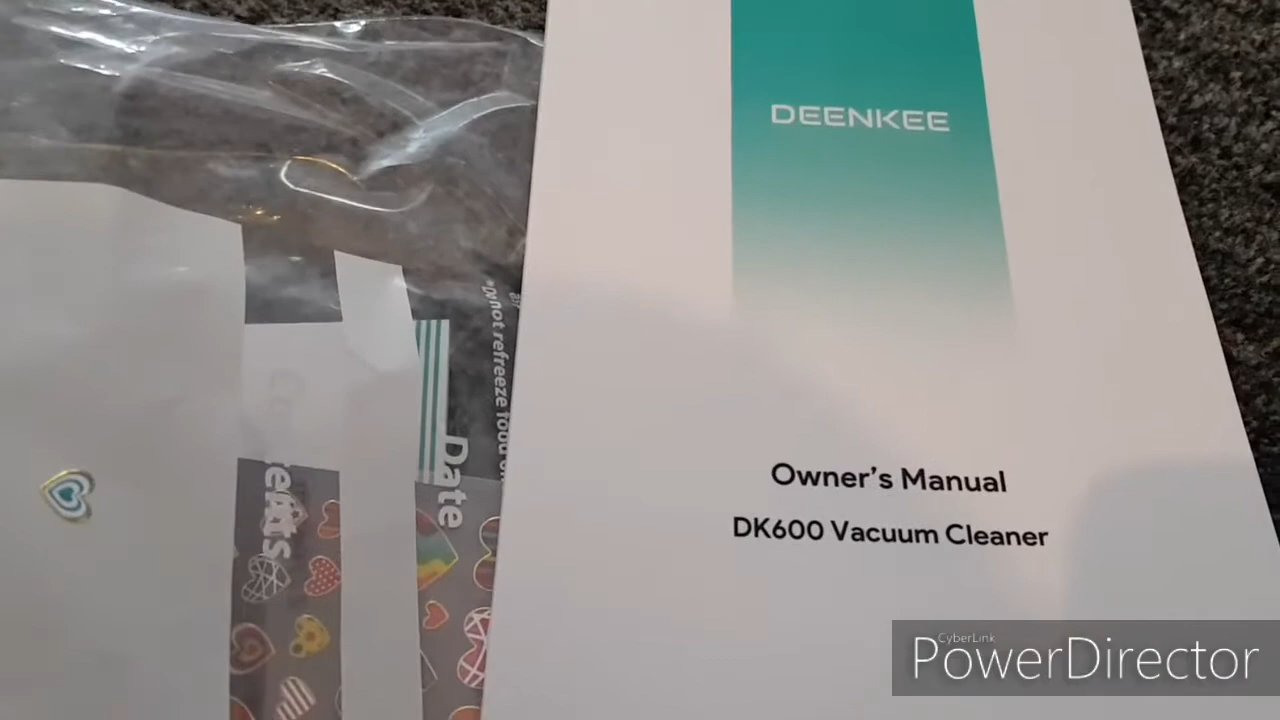 DEENKEE
Owner's Manual
DK600 Vacuum Cleaner
not refreeze food
Date
CyberLink
PowerDirector